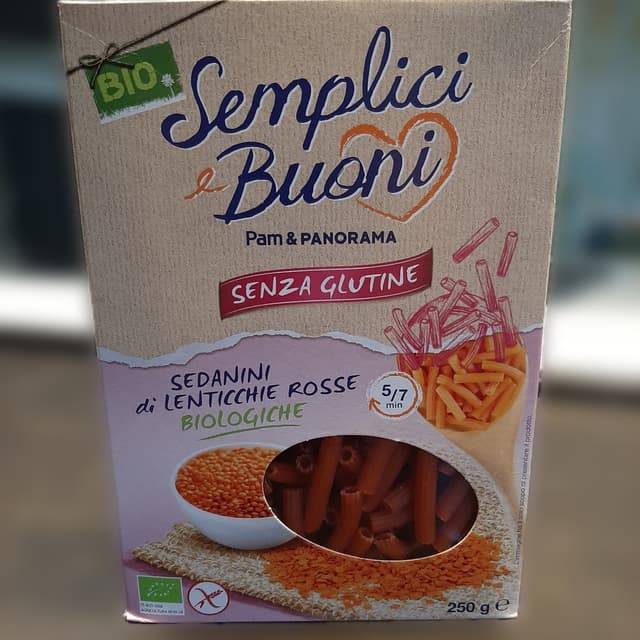 BIO
Semplici
e Buoni
Pam & PANORAMA
SENZA GLUTINE
SEDANINI
di LENTICCHIE ROSSE
BIOLOGICHE
5/7
min
250 g e